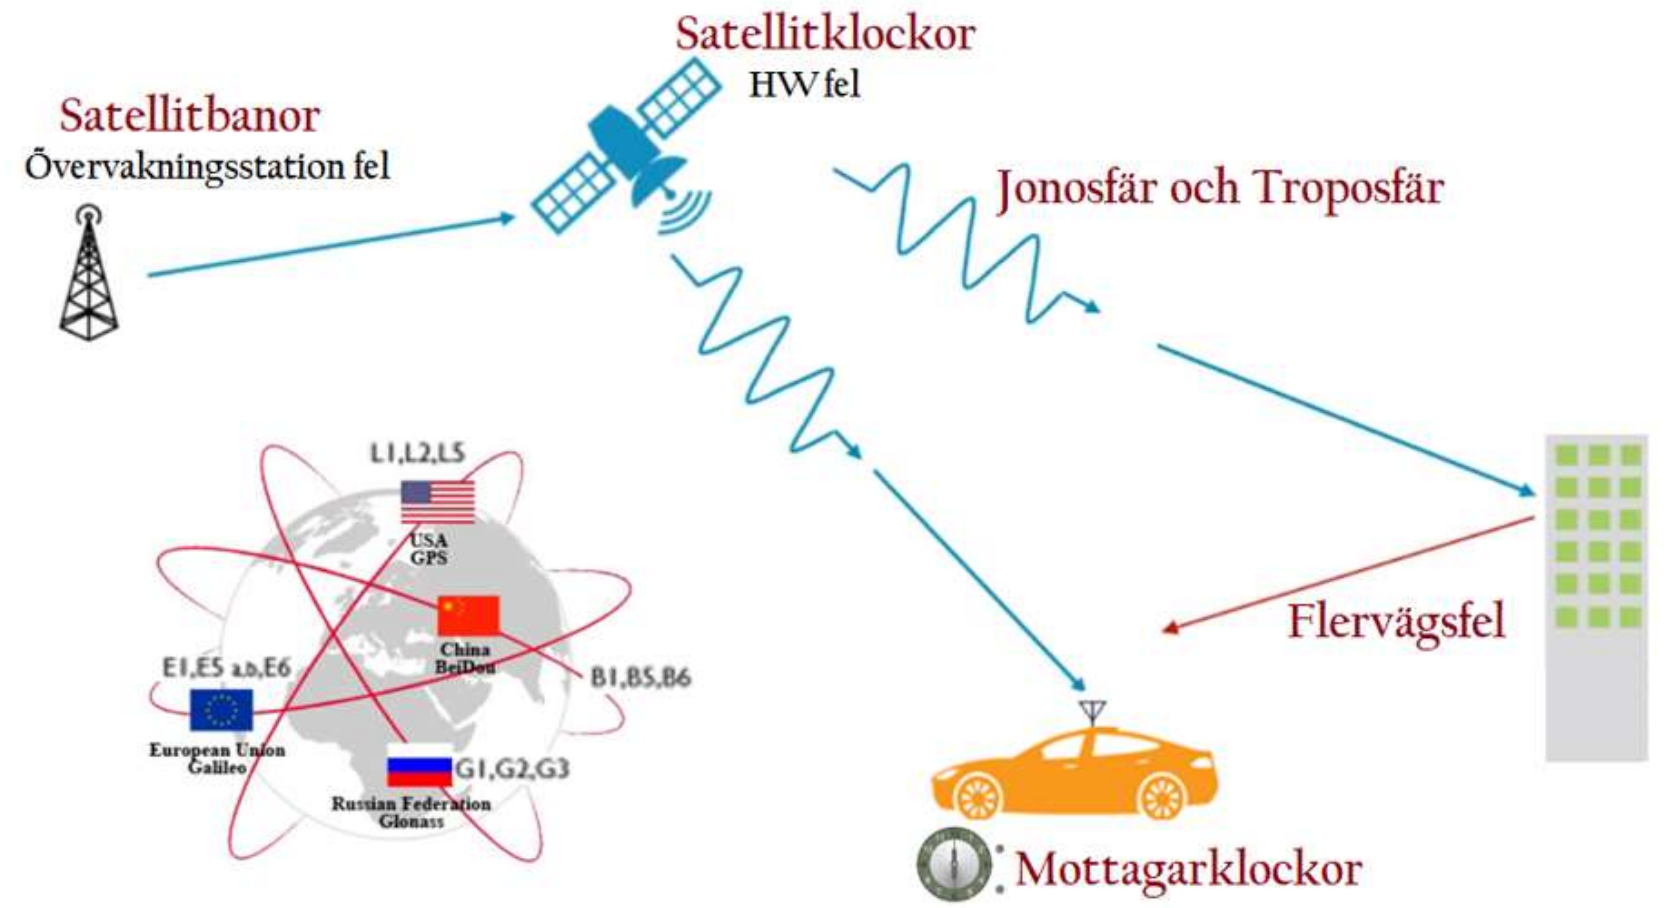 Satellitklockor
HW fel
Satellitbanor
Övervakningsstation fel
Jonosfär och Troposfär
L1,L2,L5
USA
GPS
China
BeiDou
E1,E5 a,b,E6
B1,B5,B6
European Union
Galileo
G1,G2,G3
Russian Federation
Glonass
Flervägsfel
Mottagarklockor